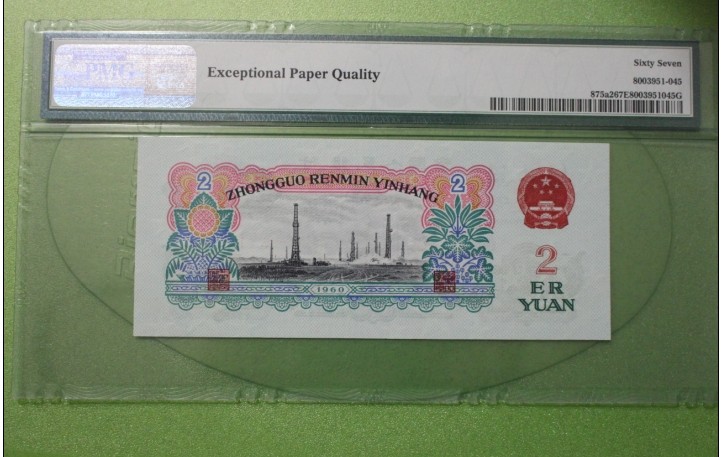 PMG
Exceptional Paper Quality
Sixty Seven
8003951-045
875a267E8003951045G
ZHONGGUO RENMIN YINHANG
2
2
2
ER
YUAN
1960